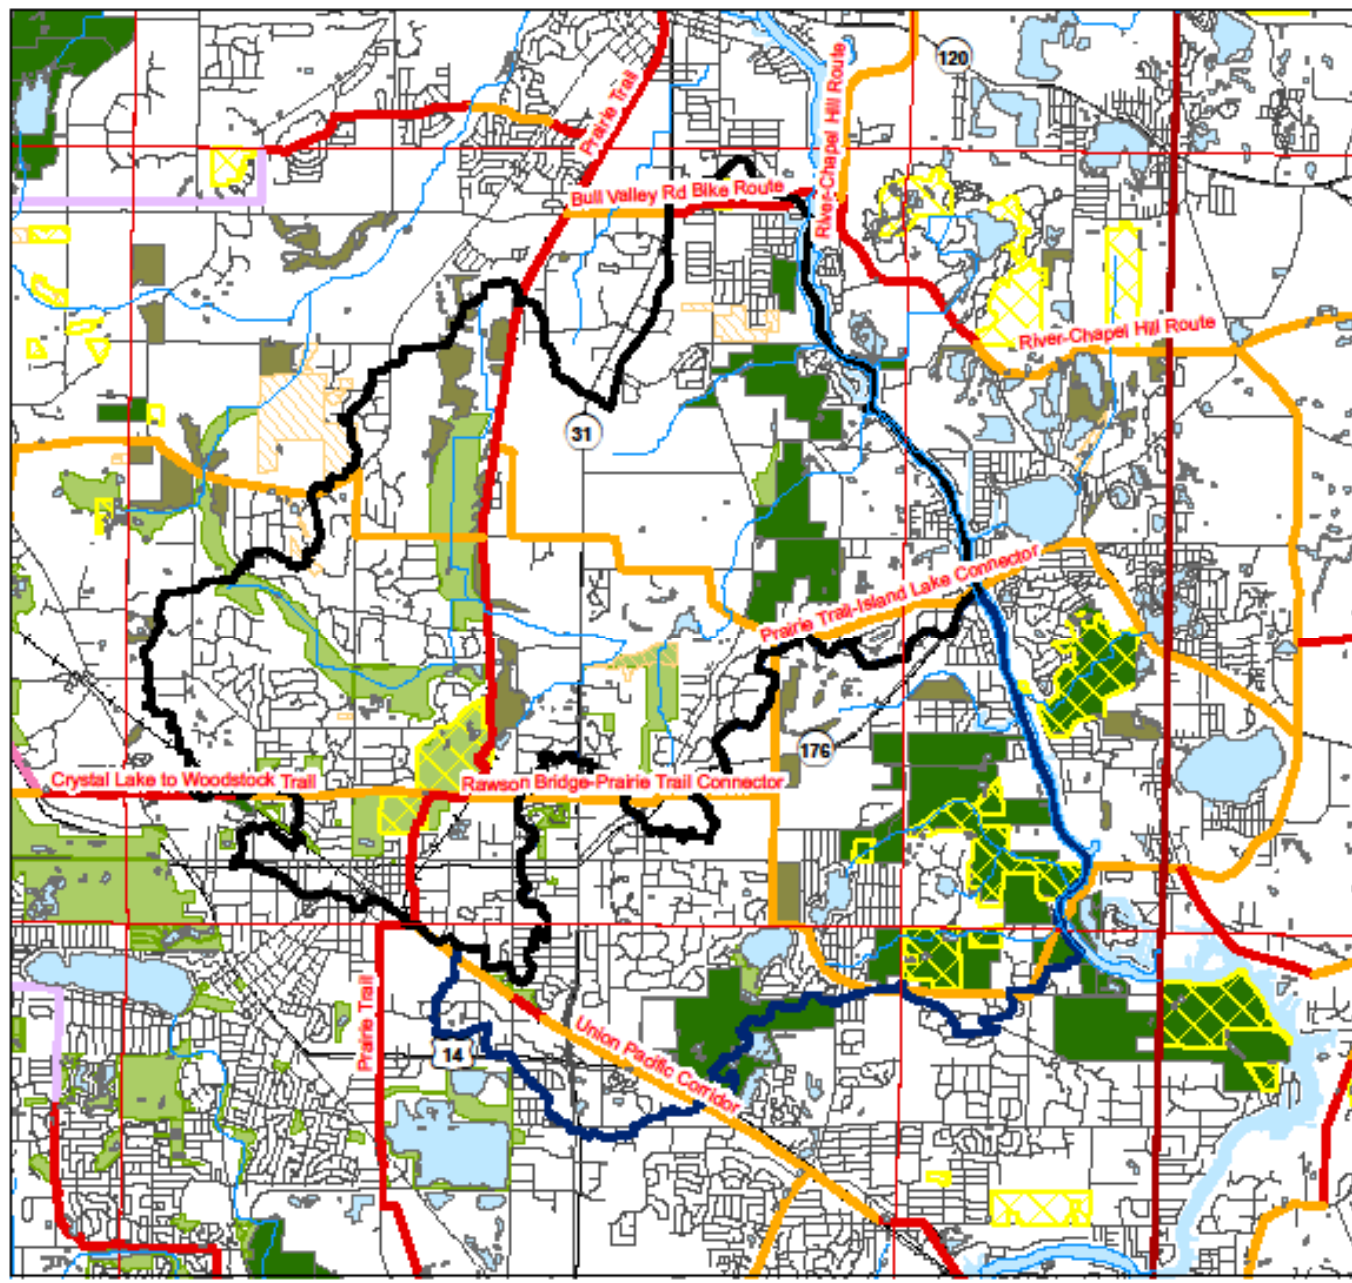 120
Prairie Trail
River-Chapel Hill Route
Bull Valley Rd Bike Route
River-Chapel Hill Route
31
Prairie Trail-Island Lake Connector
176
Crystal Lake to Woodstock Trail
Rawson Bridge-Prairie Trail Connector
Prairie Trail
14
Union Pacific Corridor